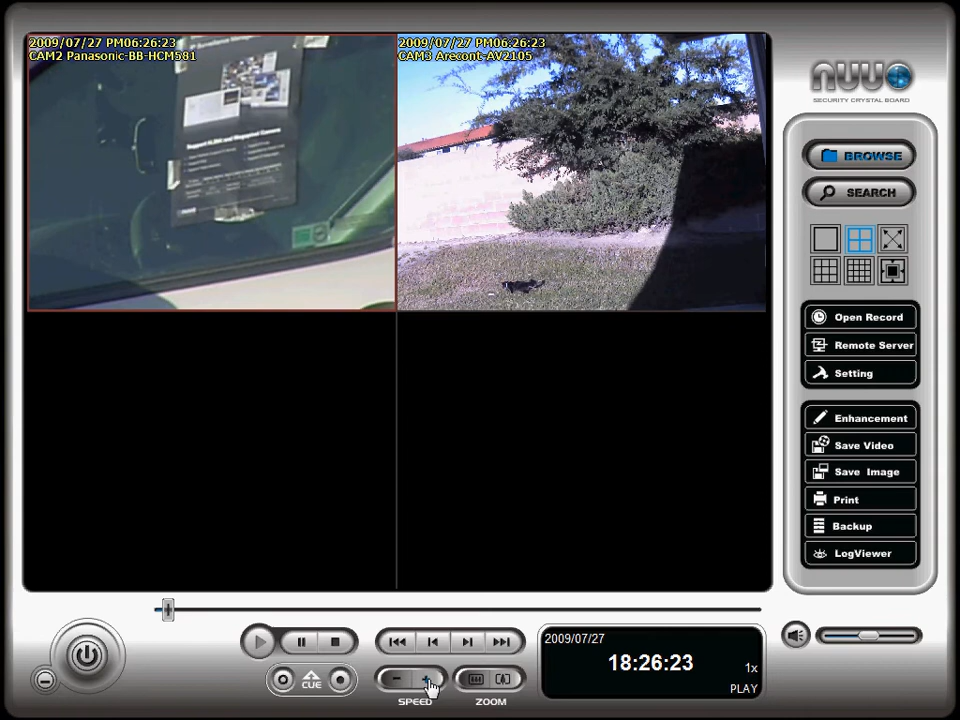 2009/07/27 PM06:26:23
CAM2 Panasonic-BB-HCM581
2009/07/27 PM06:26:23
CAM3 Arecont-AV2105
nuuo
SECURITY CRYSTAL BOARD
BROWSE
SEARCH
Open Record
Remote Server
Setting
Enhancement
Save Video
Save Image
Print
Backup
LogViewer
CUE
SPEED
ZOOM
2009/07/27
18:26:23
1x
PLAY